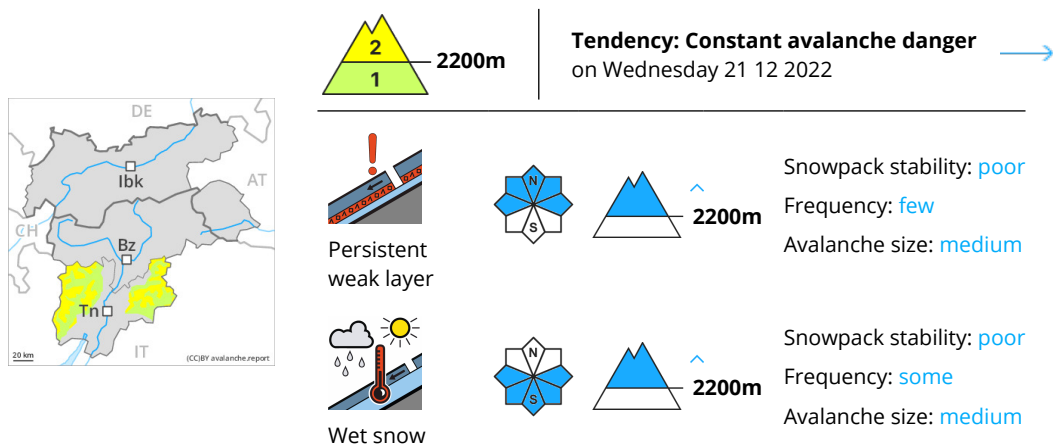 2
1
2200m
Tendency: Constant avalanche danger
on Wednesday 21 12 2022
DE
Ibk
AT
CH
Bz
Tn
IT
20 km
(CC)BY avalanche.report
Persistent
weak layer
N
S
2200m
Snowpack stability: poor
Frequency: few
Avalanche size: medium
Wet snow
N
S
2200m
Snowpack stability: poor
Frequency: some
Avalanche size: medium